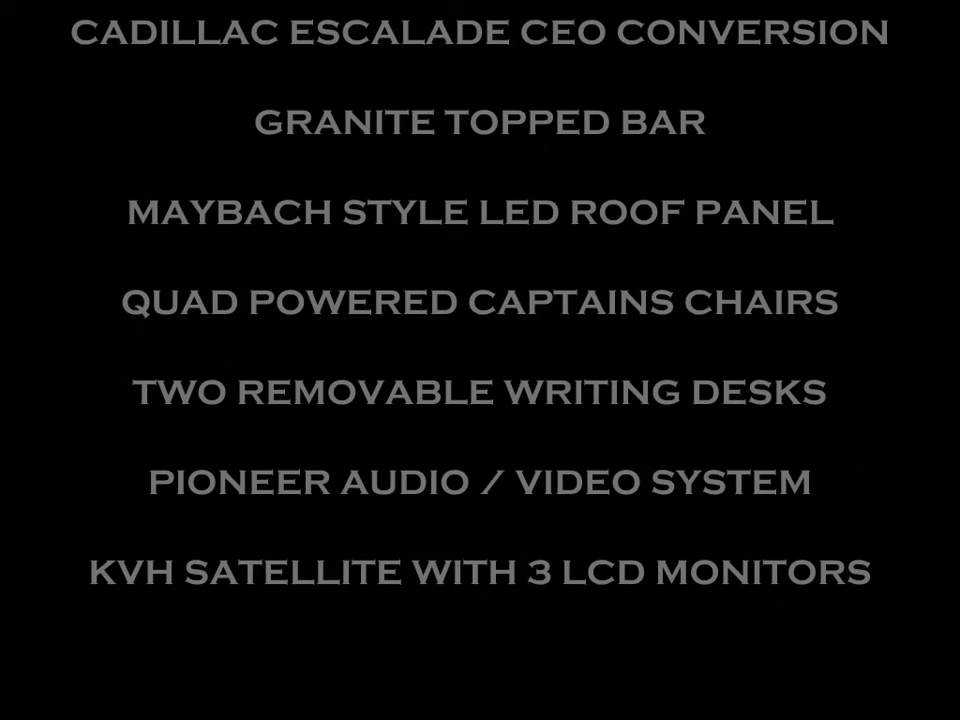 CADILLAC ESCALADE CEO CONVERSION
GRANITE TOPPED BAR
MAYBACH STYLE LED ROOF PANEL
QUAD POWERED CAPTAINS CHAIRS
TWO REMOVABLE WRITING DESKS
PIONEER AUDIO / VIDEO SYSTEM
KVH SATELLITE WITH 3 LCD MONITORS